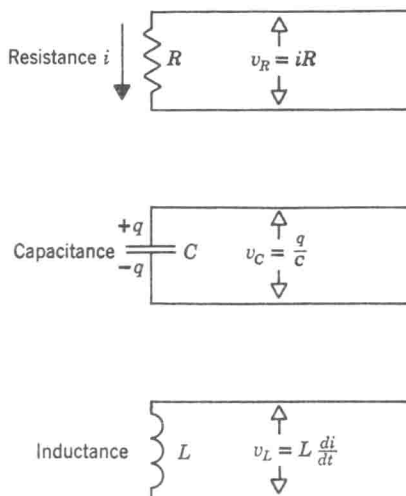 Resistance i R v_R = iR
+q
Capacitance C v_C = q/c
−q
Inductance L v_L = L di/dt